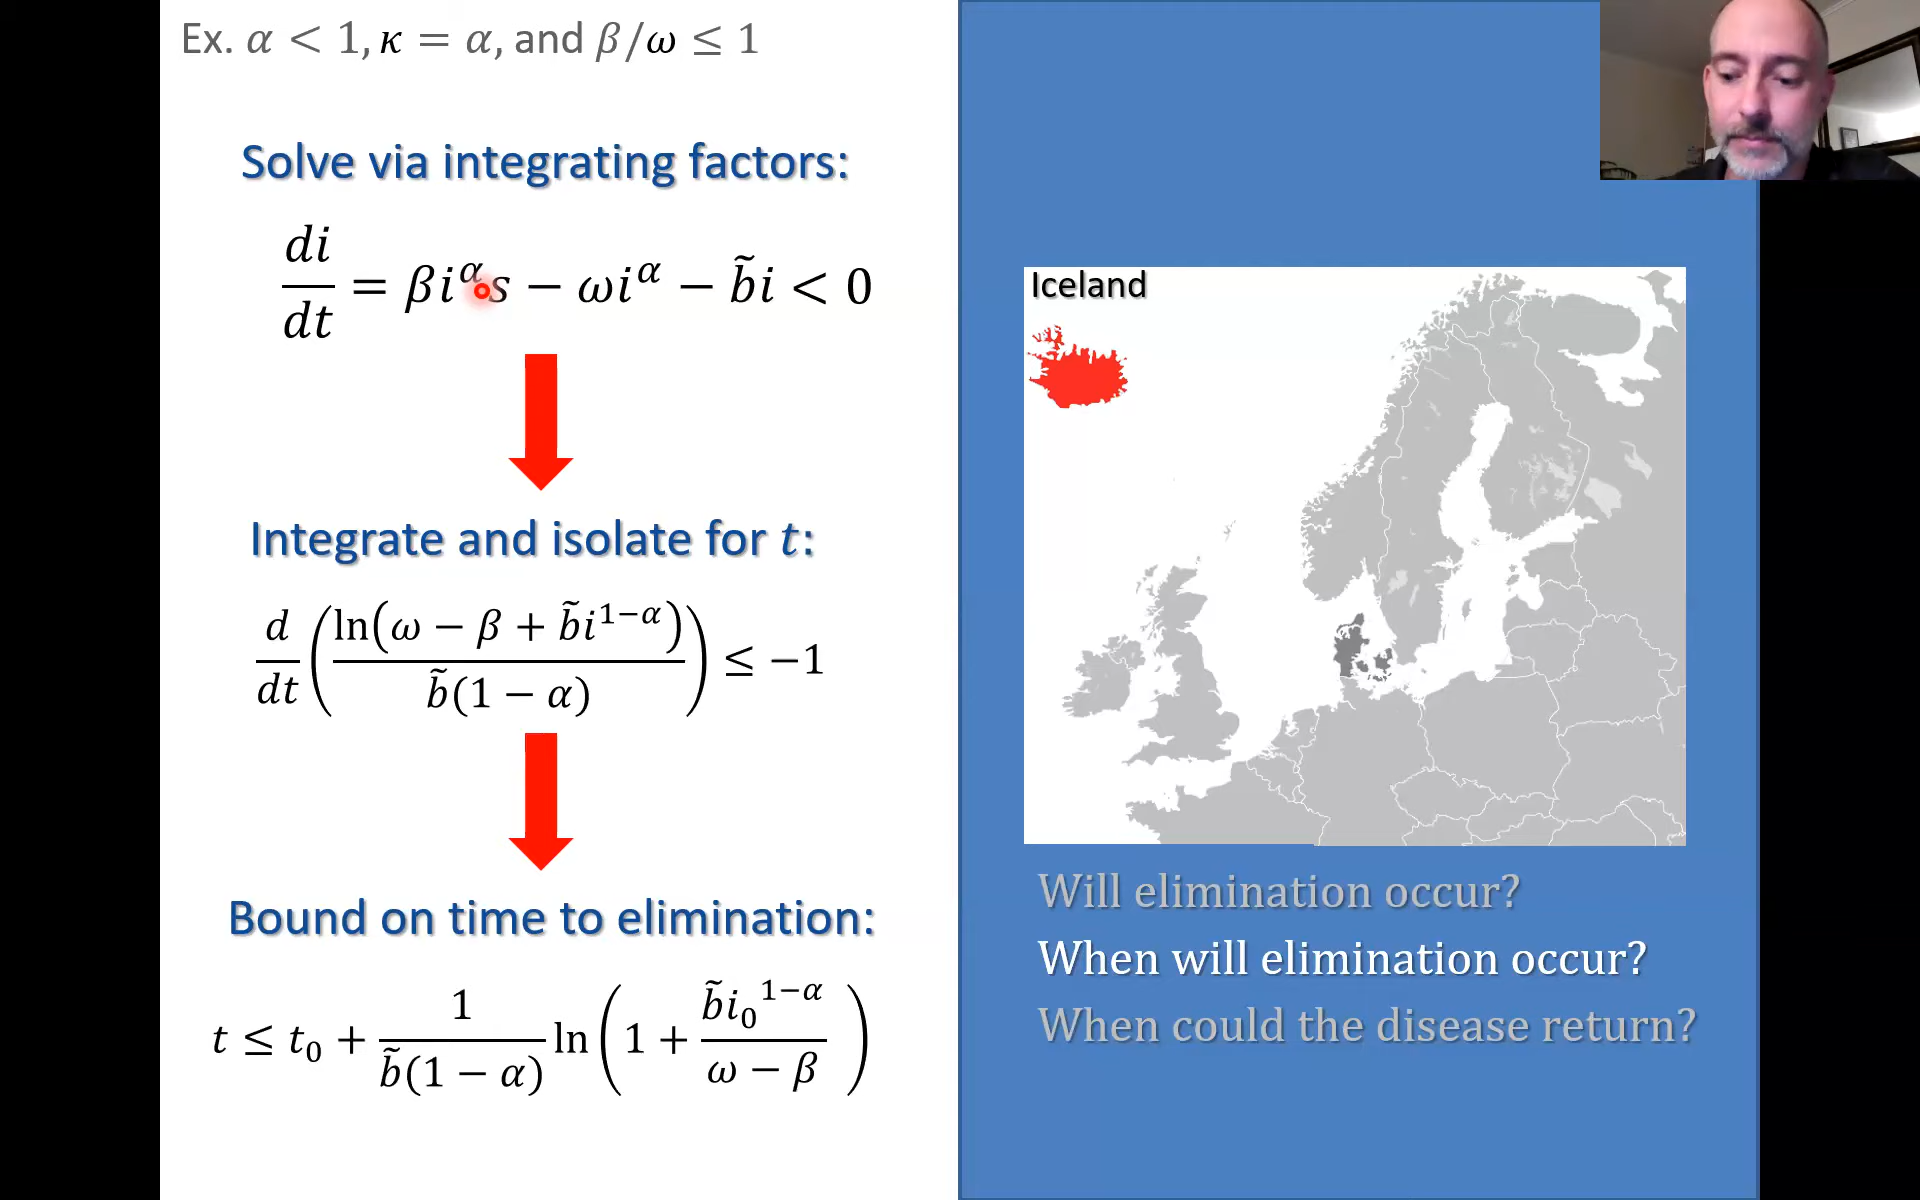 Ex. α < 1, κ = α, and β/ω ≤ 1
Solve via integrating factors:
di/dt = βi^α s − ωi^α − b̃i < 0
Integrate and isolate for t:
d/dt (ln(ω − β + b̃i^{1−α}) / b̃(1 − α)) ≤ −1
Bound on time to elimination:
t ≤ t₀ + 1/(b̃(1 − α)) ln(1 + b̃i₀^{1−α}/(ω − β))
Iceland
Will elimination occur?
When will elimination occur?
When could the disease return?